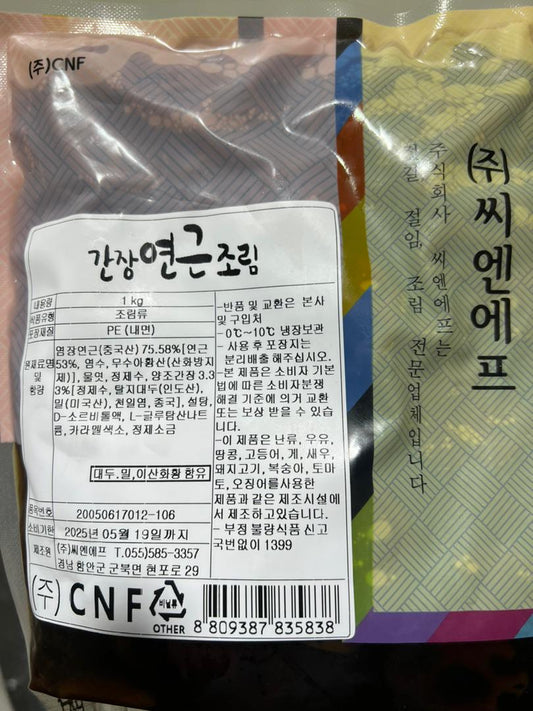 (주)CNF
간장연근조림
내용량 1 kg
식품유형 조림류
포장재질 PE (내면)
원재료명 및 함량
염장연근(중국산) 75.58%[연근
53%, 염수, 무수아황산(산화방지
제)], 물엿, 정제수, 양조간장 3.3
3%[정제수, 탈지대두(인도산),
밀(미국산), 천일염, 종국], 설탕,
D-소르비톨액, L-글루탐산나트
륨, 카라멜색소, 정제소금
대두,밀,이산화황 함유
품목번호 20050617012-106
소비기한 2025년 05월 19일까지
제조원 (주)씨엔에프 T.055)585-3357
경남 함안군 군북면 현포로 29
-반품 및 교환은 본사
및 구입처
- 0℃~10℃ 냉장보관
- 사용 후 포장지는
분리배출 해주십시오.
-본 제품은 소비자 기본
법에 따른 소비자분쟁
해결 기준에 의거 교환
또는 보상 받을 수 있습
니다.
-이 제품은 난류, 우유,
땅콩, 고등어, 게, 새우,
돼지고기, 복숭아, 토마
토, 오징어를사용한
제품과 같은 제조시설에
서 제조하고있습니다.
- 부정 불량식품 신고
국번없이 1399
(주) CNF
비닐류
OTHER
8 809387 835838
(주)씨엔에프
주식회사 씨엔에프는
절임, 조림 전문업체입니다